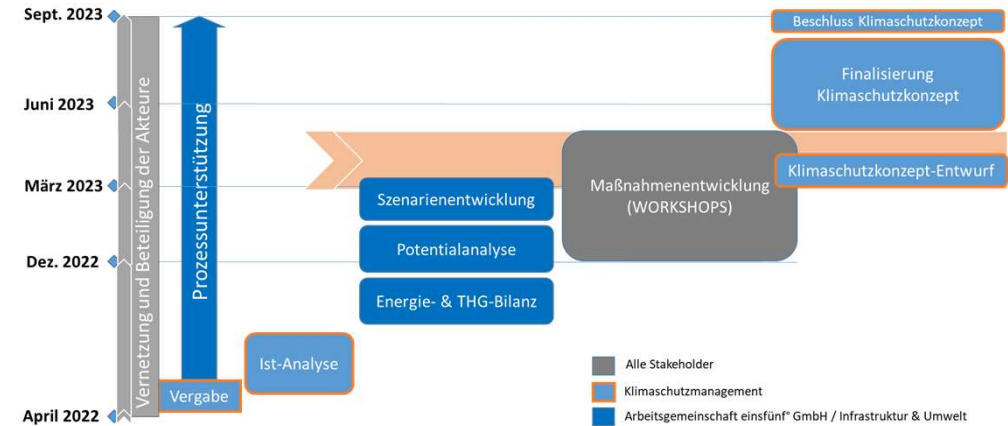 Sept. 2023
Juni 2023
März 2023
Dez. 2022
April 2022
Vernetzung und Beteiligung der Akteure
Prozessunterstützung
Vergabe
Ist-Analyse
Szenarienentwicklung
Potentialanalyse
Energie- & THG-Bilanz
Maßnahmenentwicklung
(WORKSHOPS)
Beschluss Klimaschutzkonzept
Finalisierung
Klimaschutzkonzept
Klimaschutzkonzept-Entwurf
Alle Stakeholder
Klimaschutzmanagement
Arbeitsgemeinschaft einsfünf° GmbH / Infrastruktur & Umwelt